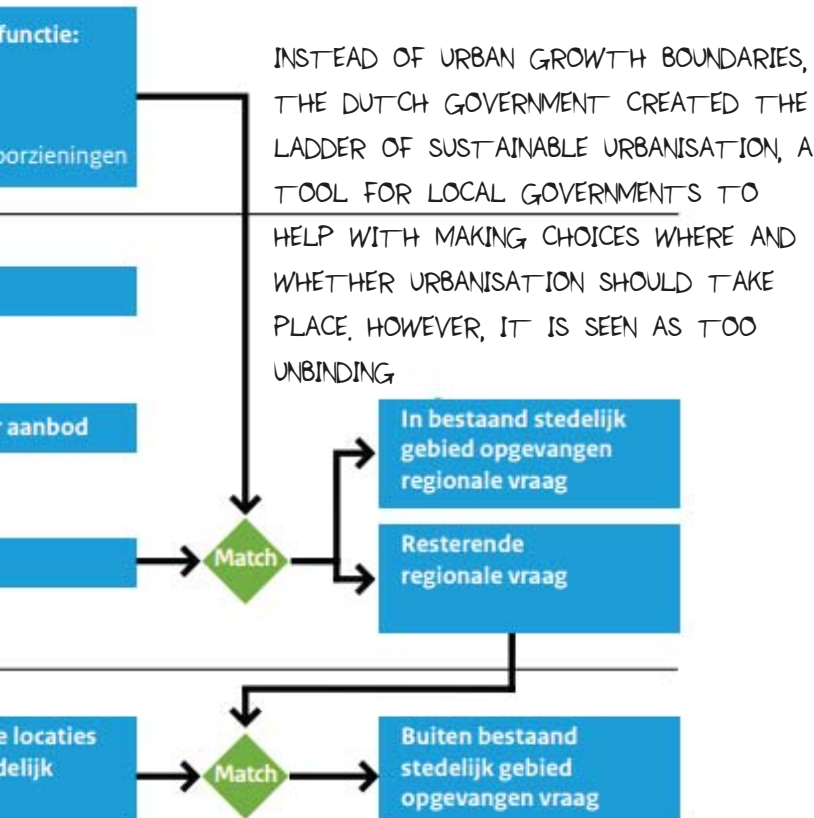 functie:
INSTEAD OF URBAN GROWTH BOUNDARIES,
THE DUTCH GOVERNMENT CREATED THE
LADDER OF SUSTAINABLE URBANISATION, A
TOOL FOR LOCAL GOVERNMENTS TO
HELP WITH MAKING CHOICES WHERE AND
WHETHER URBANISATION SHOULD TAKE
PLACE. HOWEVER, IT IS SEEN AS TOO
UNBINDING
oorzieningen
aanbod
In bestaand stedelijk
gebied opgevangen
regionale vraag
Match
Resterende
regionale vraag
e locaties
delijk
Match
Buiten bestaand
stedelijk gebied
opgevangen vraag